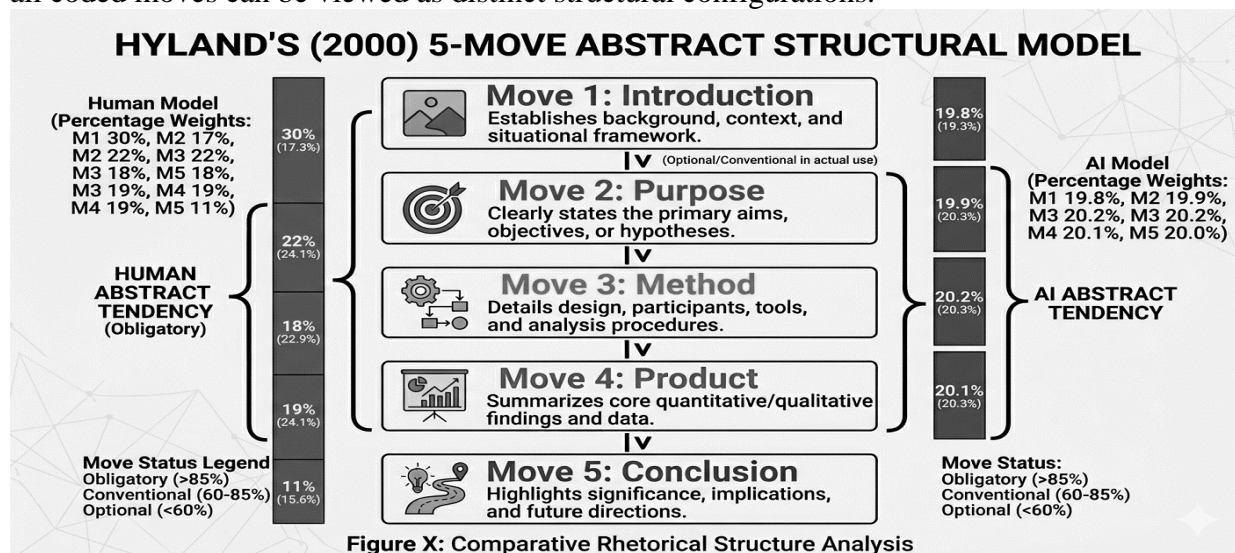 all coded moves can be viewed as distinct structural configurations.
HYLAND'S (2000) 5-MOVE ABSTRACT STRUCTURAL MODEL
Human Model
(Percentage Weights:
M1 30%, M2 17%,
M2 22%, M3 22%,
M3 18%, M5 18%,
M3 19%, M4 19%,
M4 19%, M5 11%)
HUMAN
ABSTRACT
TENDENCY
(Obligatory)
Move Status Legend
Obligatory (>85%)
Conventional (60-85%)
Optional (<60%)
30%
(17.3%)
22%
(24.1%)
18%
(22.9%)
19%
(24.1%)
11%
(15.6%)
Move 1: Introduction
Establishes background, context, and
situational framework.
(Optional/Conventional in actual use)
Move 2: Purpose
Clearly states the primary aims,
objectives, or hypotheses.
Move 3: Method
Details design, participants, tools,
and analysis procedures.
Move 4: Product
Summarizes core quantitative/qualitative
findings and data.
Move 5: Conclusion
Highlights significance, implications,
and future directions.
19.8%
(19.3%)
19.9%
(20.3%)
20.2%
(20.3%)
20.1%
(20.3%)
AI Model
(Percentage Weights:
M1 19.8%, M2 19.9%,
M3 20.2%, M3 20.2%,
M4 20.1%, M5 20.0%)
AI ABSTRACT
TENDENCY
Move Status:
Obligatory (>85%)
Conventional (60-85%)
Optional (<60%)
Figure X: Comparative Rhetorical Structure Analysis